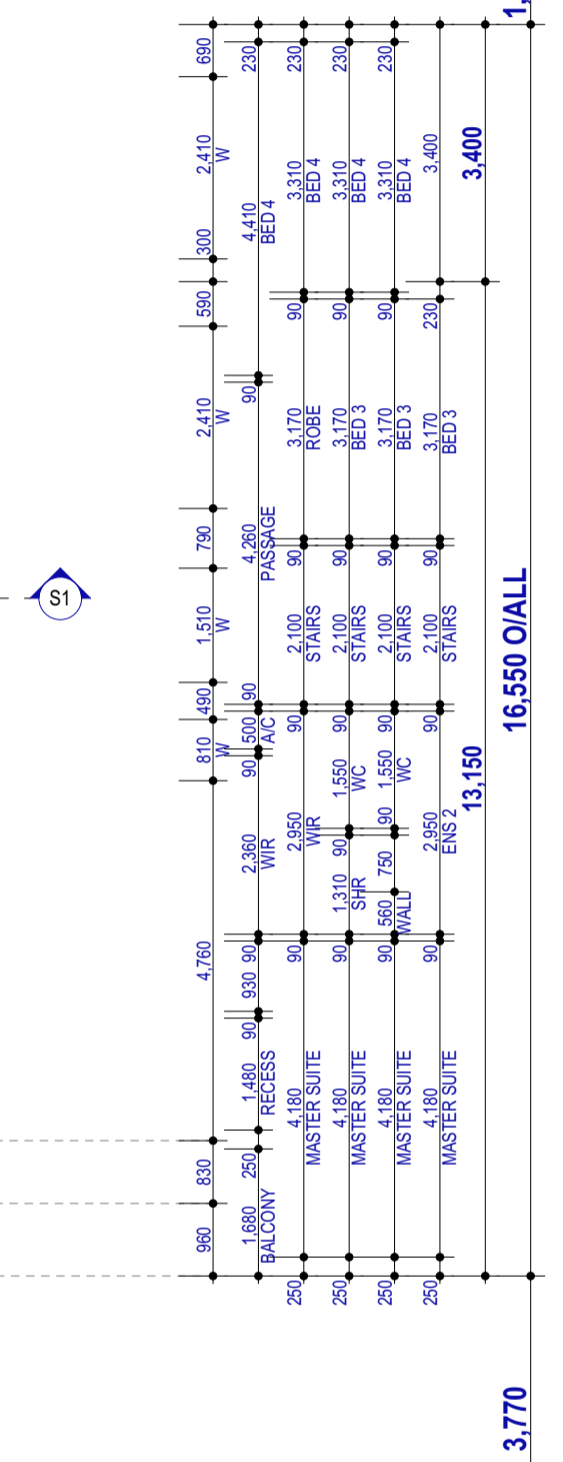 S1
960 830 4,760 810 490 1,510 790 2,410 590 300 2,410 690
W W W W
1,680 250 1,480 90 930 90 2,360 90 500 90 4,260 90 4,410 230
BALCONY RECESS WIR A/C PASSAGE BED 4
250 4,180 90 2,950 90 2,100 90 3,170 90 3,310 230
MASTER SUITE WIR STAIRS ROBE BED 4
250 4,180 90 1,310 90 1,550 90 2,100 90 3,170 90 3,310 230
MASTER SUITE SHR WC STAIRS BED 3 BED 4
250 4,180 90 560 750 90 1,550 90 2,100 90 3,170 90 3,310 230
MASTER SUITE WALL WC STAIRS BED 3 BED 4
250 4,180 90 2,950 90 2,100 90 3,170 230 3,400
MASTER SUITE ENS 2 STAIRS BED 3
13,150 3,400
3,770 16,550 O/ALL